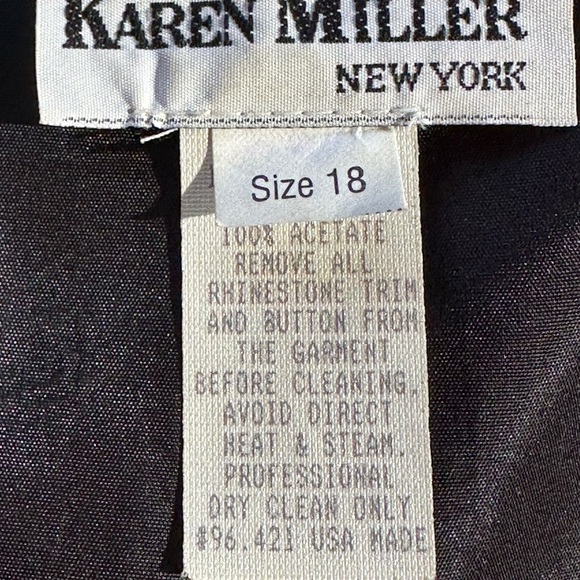 KAREN MILLER
NEW YORK
Size 18
100% ACETATE
REMOVE ALL
RHINESTONE TRIM
AND BUTTON FROM
THE GARMENT
BEFORE CLEANING.
AVOID DIRECT
HEAT & STEAM.
PROFESSIONAL
DRY CLEAN ONLY
#96.421 USA MADE